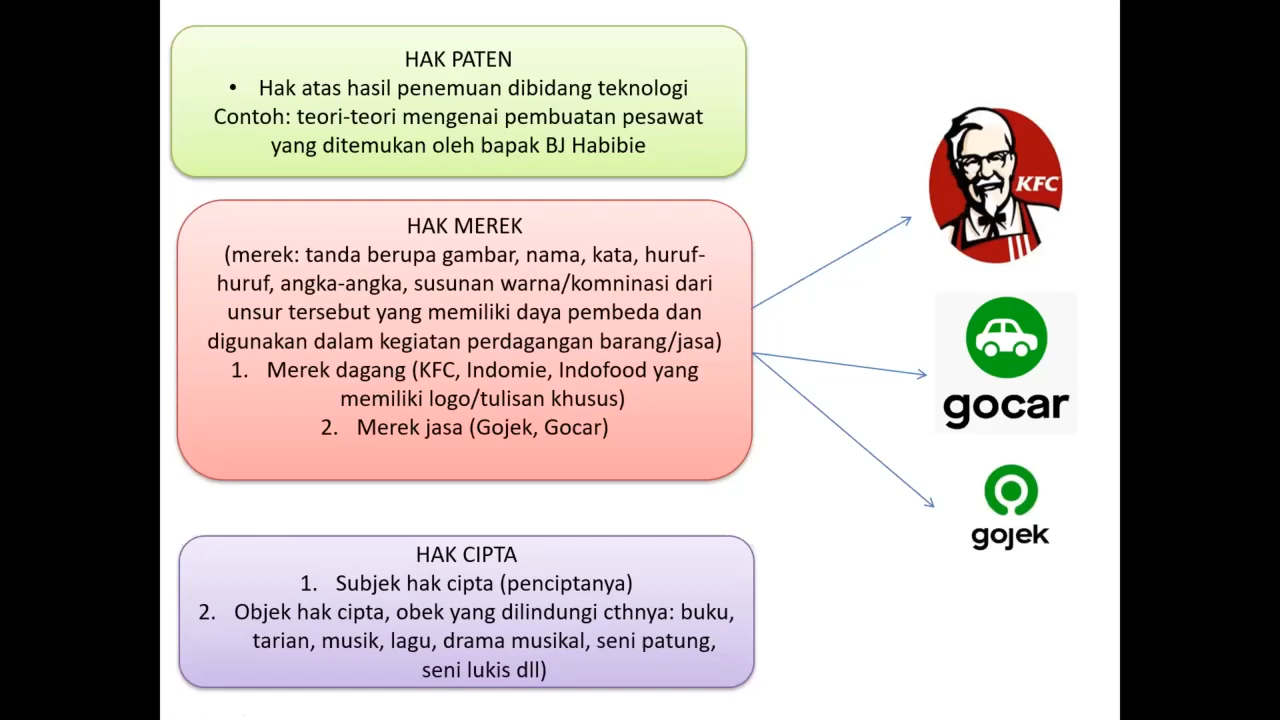 HAK PATEN
• Hak atas hasil penemuan dibidang teknologi
Contoh: teori-teori mengenai pembuatan pesawat
yang ditemukan oleh bapak BJ Habibie
HAK MEREK
(merek: tanda berupa gambar, nama, kata, huruf-
huruf, angka-angka, susunan warna/komninasi dari
unsur tersebut yang memiliki daya pembeda dan
digunakan dalam kegiatan perdagangan barang/jasa)
1. Merek dagang (KFC, Indomie, Indofood yang
memiliki logo/tulisan khusus)
2. Merek jasa (Gojek, Gocar)
KFC
gocar
gojek
HAK CIPTA
1. Subjek hak cipta (penciptanya)
2. Objek hak cipta, obek yang dilindungi cthnya: buku,
tarian, musik, lagu, drama musikal, seni patung,
seni lukis dll)